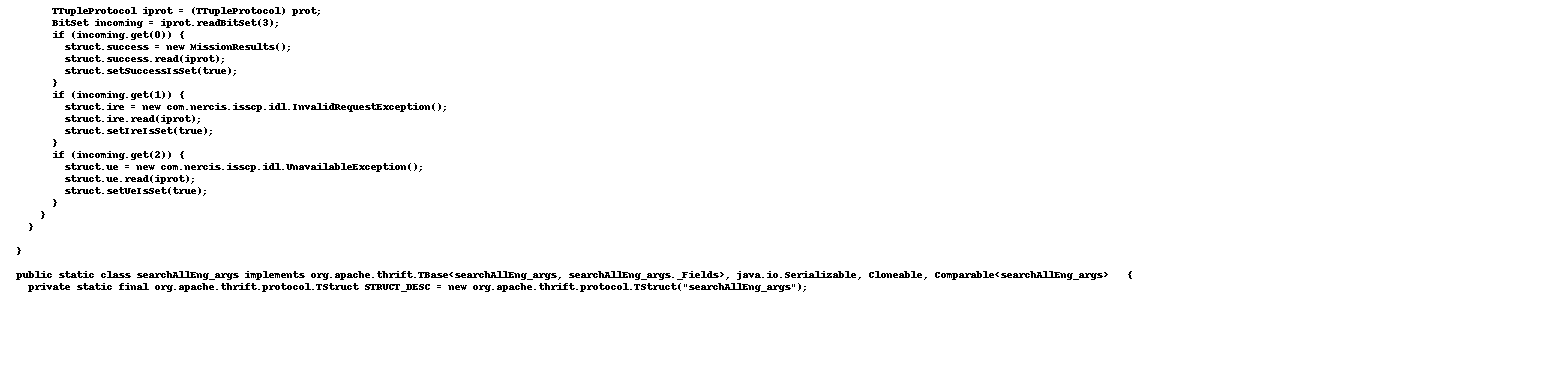 TTupleProtocol iprot = (TTupleProtocol) prot;
BitSet incoming = iprot.readBitSet(3);
if (incoming.get(0)) {
struct.success = new MissionResults();
struct.success.read(iprot);
struct.setSuccessIsSet(true);
}
if (incoming.get(1)) {
struct.ire = new com.nercis.isscp.idl.InvalidRequestException();
struct.ire.read(iprot);
struct.setIreIsSet(true);
}
if (incoming.get(2)) {
struct.ue = new com.nercis.isscp.idl.UnavailableException();
struct.ue.read(iprot);
struct.setUeIsSet(true);
}
}
}
}
public static class searchAllEng_args implements org.apache.thrift.TBase<searchAllEng_args, searchAllEng_args._Fields>, java.io.Serializable, Cloneable, Comparable<searchAllEng_args>   {
private static final org.apache.thrift.protocol.TStruct STRUCT_DESC = new org.apache.thrift.protocol.TStruct("searchAllEng_args");